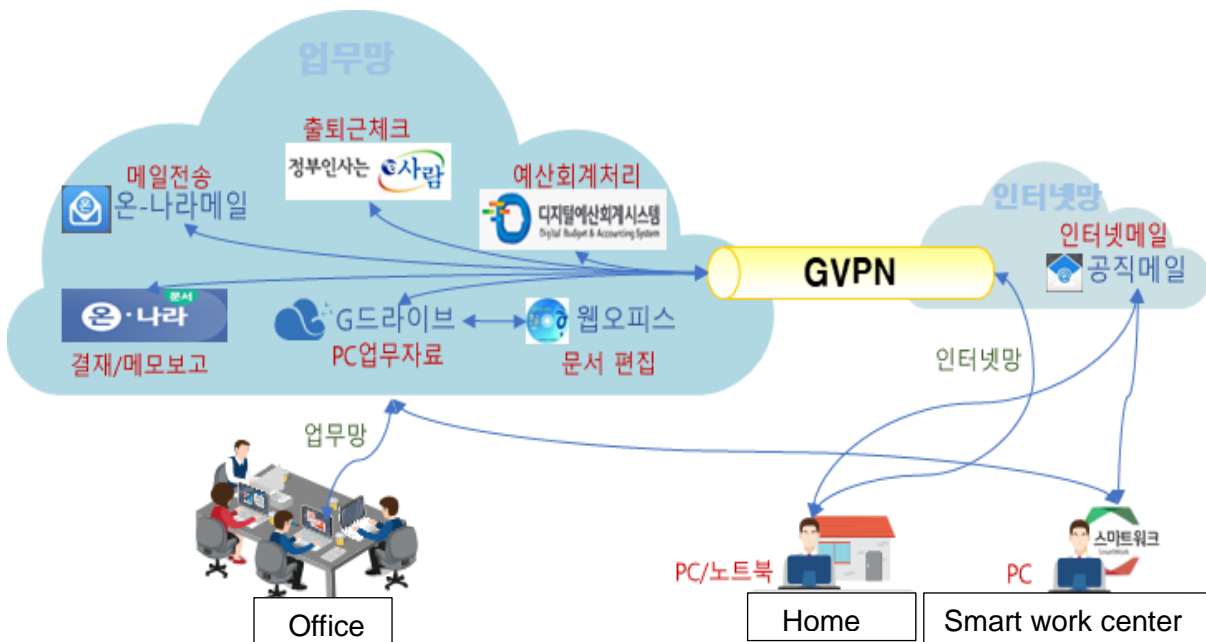 업무망
출퇴근체크
정부인사는 e사람
메일전송
온-나라메일
예산회계처리
디지털예산회계시스템
Digital Budget & Accounting System
인터넷망
인터넷메일
공직메일
GVPN
문서
온·나라
결재/메모보고
G드라이브
PC업무자료
웹오피스
문서 편집
인터넷망
업무망
PC/노트북
스마트워크
SmartWork
PC
Office
Home
Smart work center